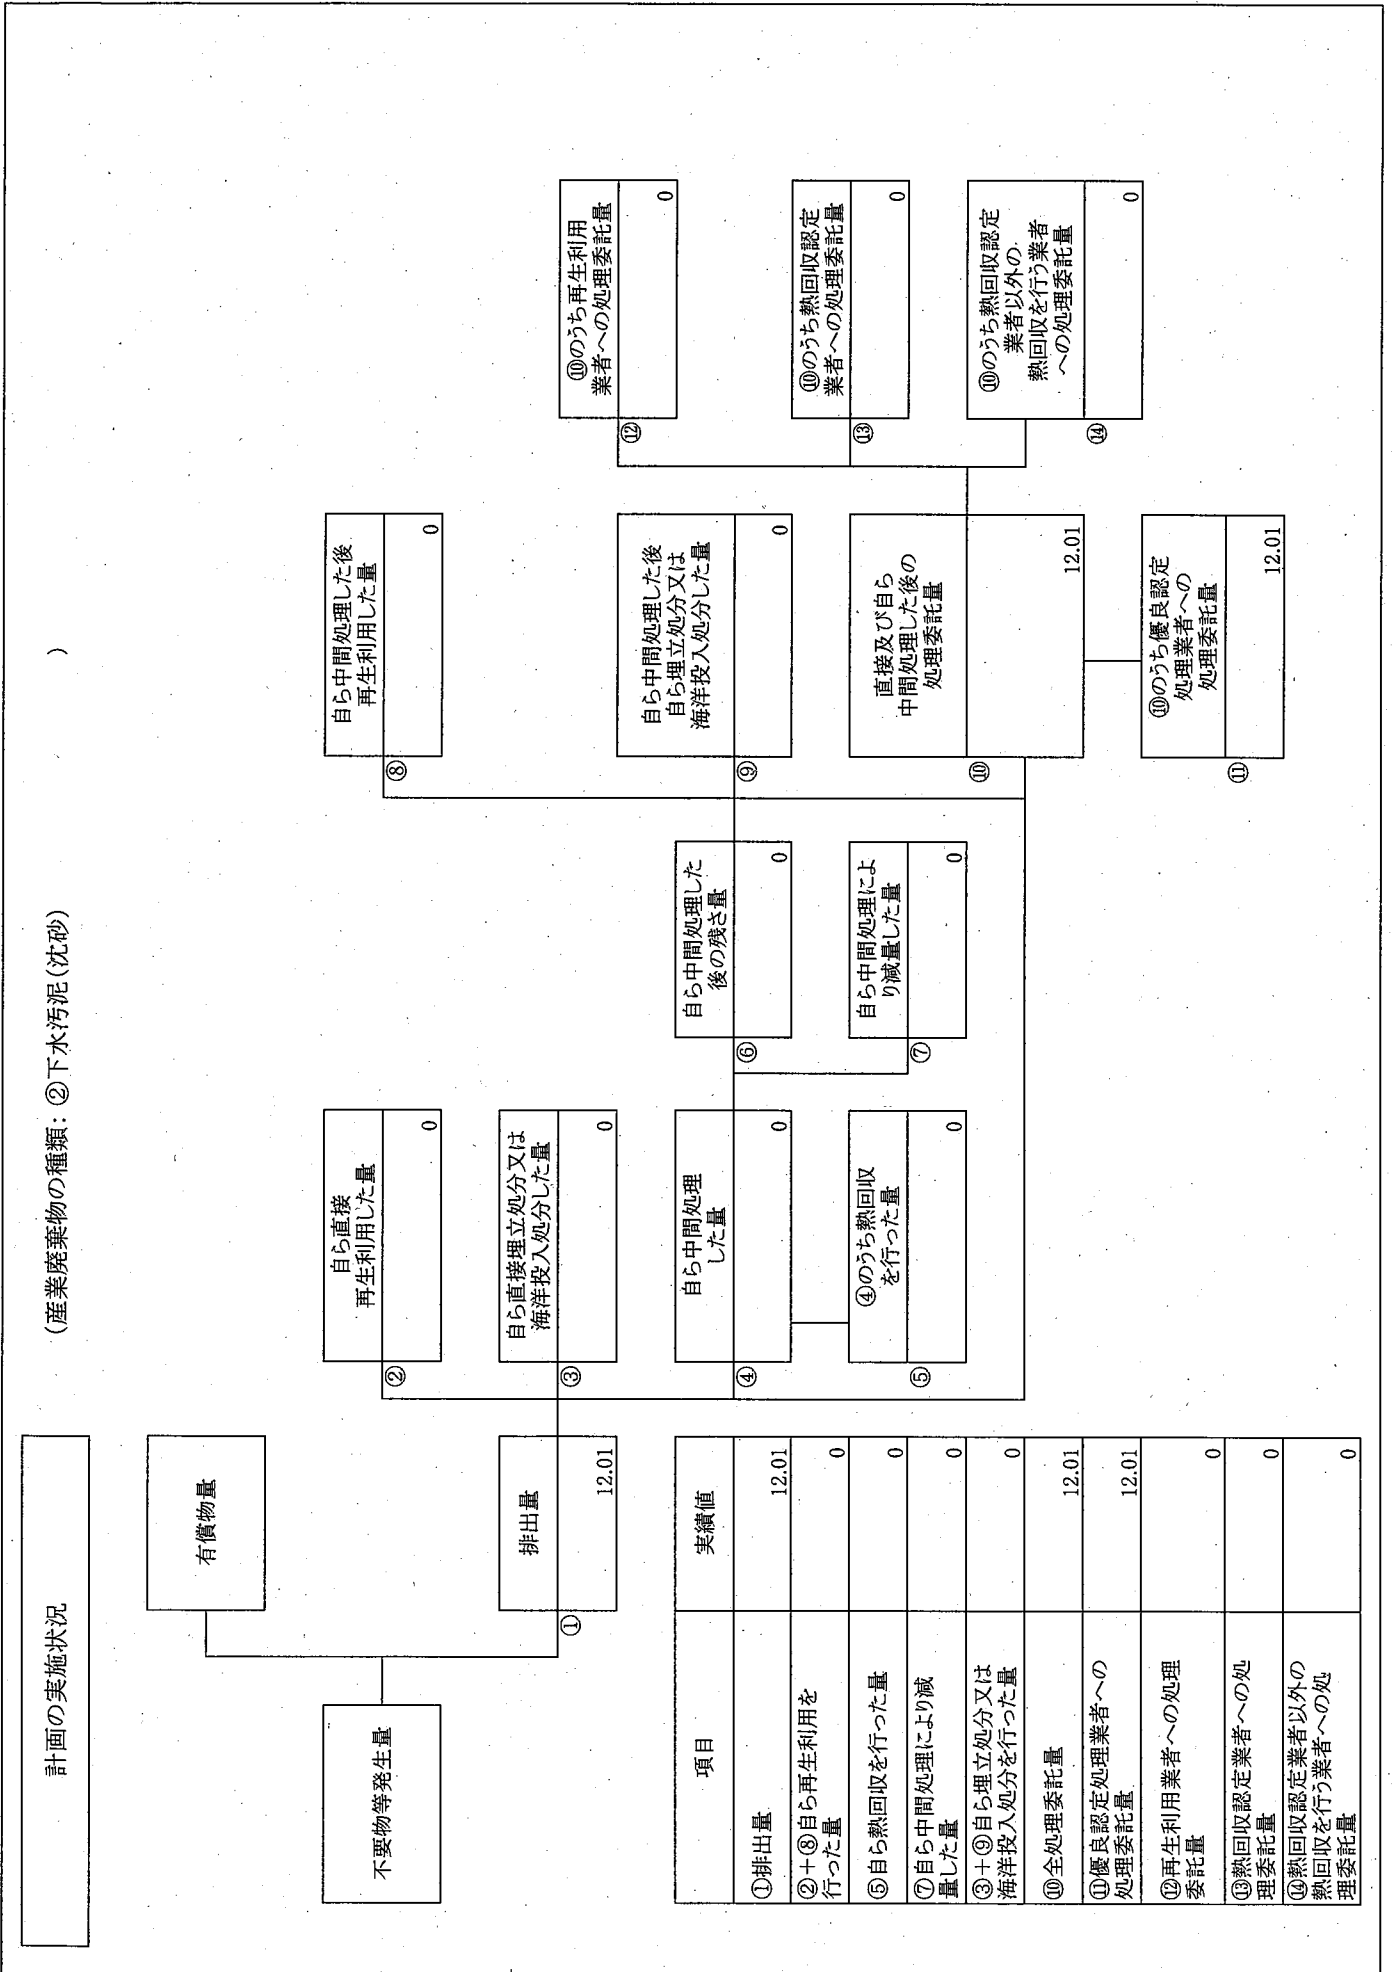 計画の実施状況
(産業廃棄物の種類：②下水汚泥(沈砂)
)
不要物等発生量
有償物量
排出量
①
12.01
自ら直接
再生利用した量
②
0
自ら直接埋立処分又は
海洋投入処分した量
③
0
自ら中間処理
した量
④
0
④のうち熱回収
を行った量
⑤
0
自ら中間処理した
後の残さ量
⑥
0
自ら中間処理によ
り減量した量
⑦
0
自ら中間処理した後
再生利用した量
⑧
0
自ら中間処理した後
自ら埋立処分又は
海洋投入処分した量
⑨
0
直接及び自ら
中間処理した後の
処理委託量
⑩
12.01
⑩のうち優良認定
処理業者への
処理委託量
⑪
12.01
⑩のうち再生利用
業者への処理委託量
⑫
0
⑩のうち熱回収認定
業者への処理委託量
⑬
0
⑩のうち熱回収認定
業者以外の
熱回収を行う業者
への処理委託量
⑭
0
項目
実績値
①排出量
12.01
②＋⑧自ら再生利用を
行った量
0
⑤自ら熱回収を行った量
0
⑦自ら中間処理により減
量した量
0
③＋⑨自ら埋立処分又は
海洋投入処分を行った量
0
⑩全処理委託量
12.01
⑪優良認定処理業者への
処理委託量
12.01
⑫再生利用業者への処理
委託量
0
⑬熱回収認定業者への処
理委託量
0
⑭熱回収認定業者以外の
熱回収を行う業者への処
理委託量
0